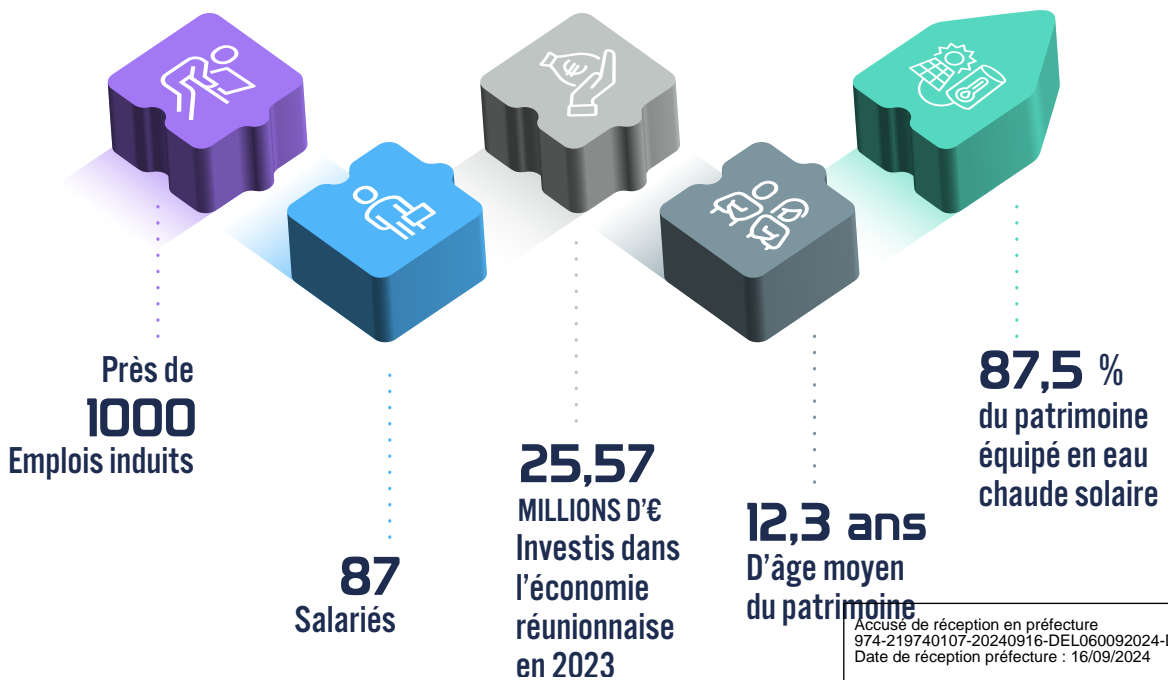 Près de
1000
Emplois induits
87
Salariés
25,57
MILLIONS D'€
Investis dans
l'économie
réunionnaise
en 2023
12,3 ans
D'âge moyen
du patrimoine
87,5 %
du patrimoine
équipé en eau
chaude solaire
Accusé de réception en préfecture
974-219740107-20240916-DEL060092024-D
Date de réception préfecture : 16/09/2024